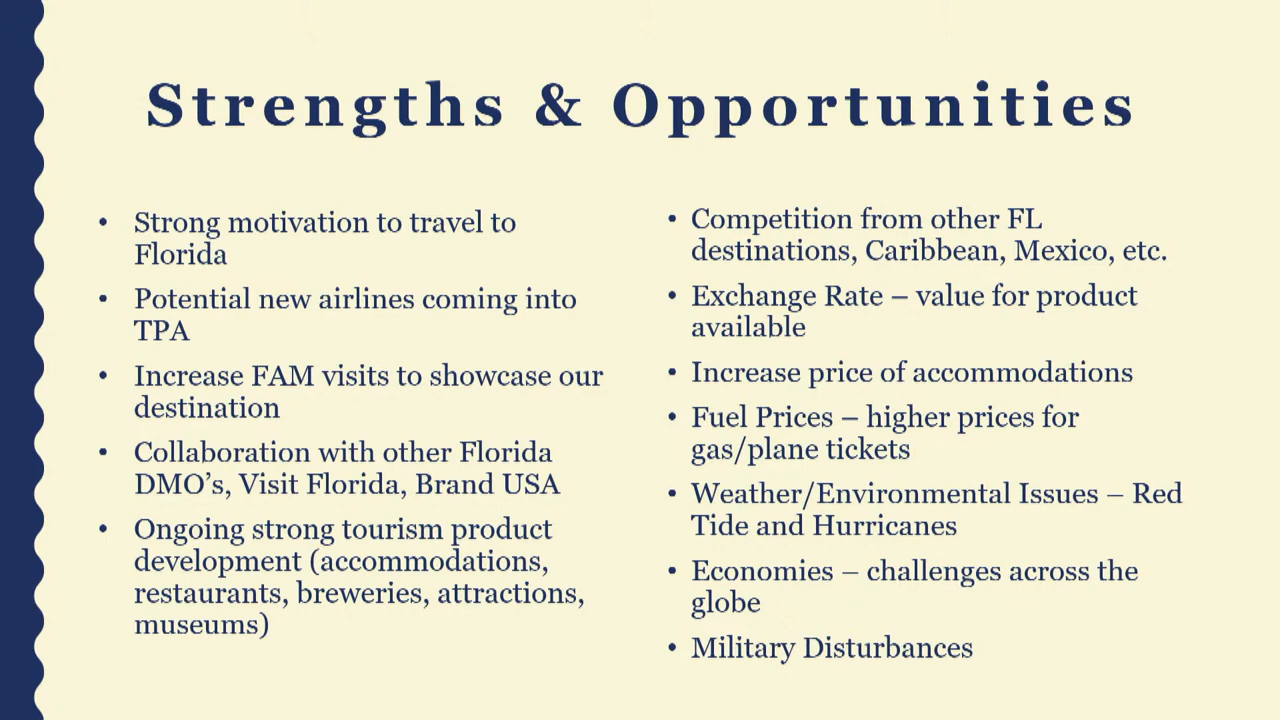 Strengths & Opportunities
• Strong motivation to travel to
Florida
• Potential new airlines coming into
TPA
• Increase FAM visits to showcase our
destination
• Collaboration with other Florida
DMO’s, Visit Florida, Brand USA
• Ongoing strong tourism product
development (accommodations,
restaurants, breweries, attractions,
museums)
• Competition from other FL
destinations, Caribbean, Mexico, etc.
• Exchange Rate – value for product
available
• Increase price of accommodations
• Fuel Prices – higher prices for
gas/plane tickets
• Weather/Environmental Issues – Red
Tide and Hurricanes
• Economies – challenges across the
globe
• Military Disturbances